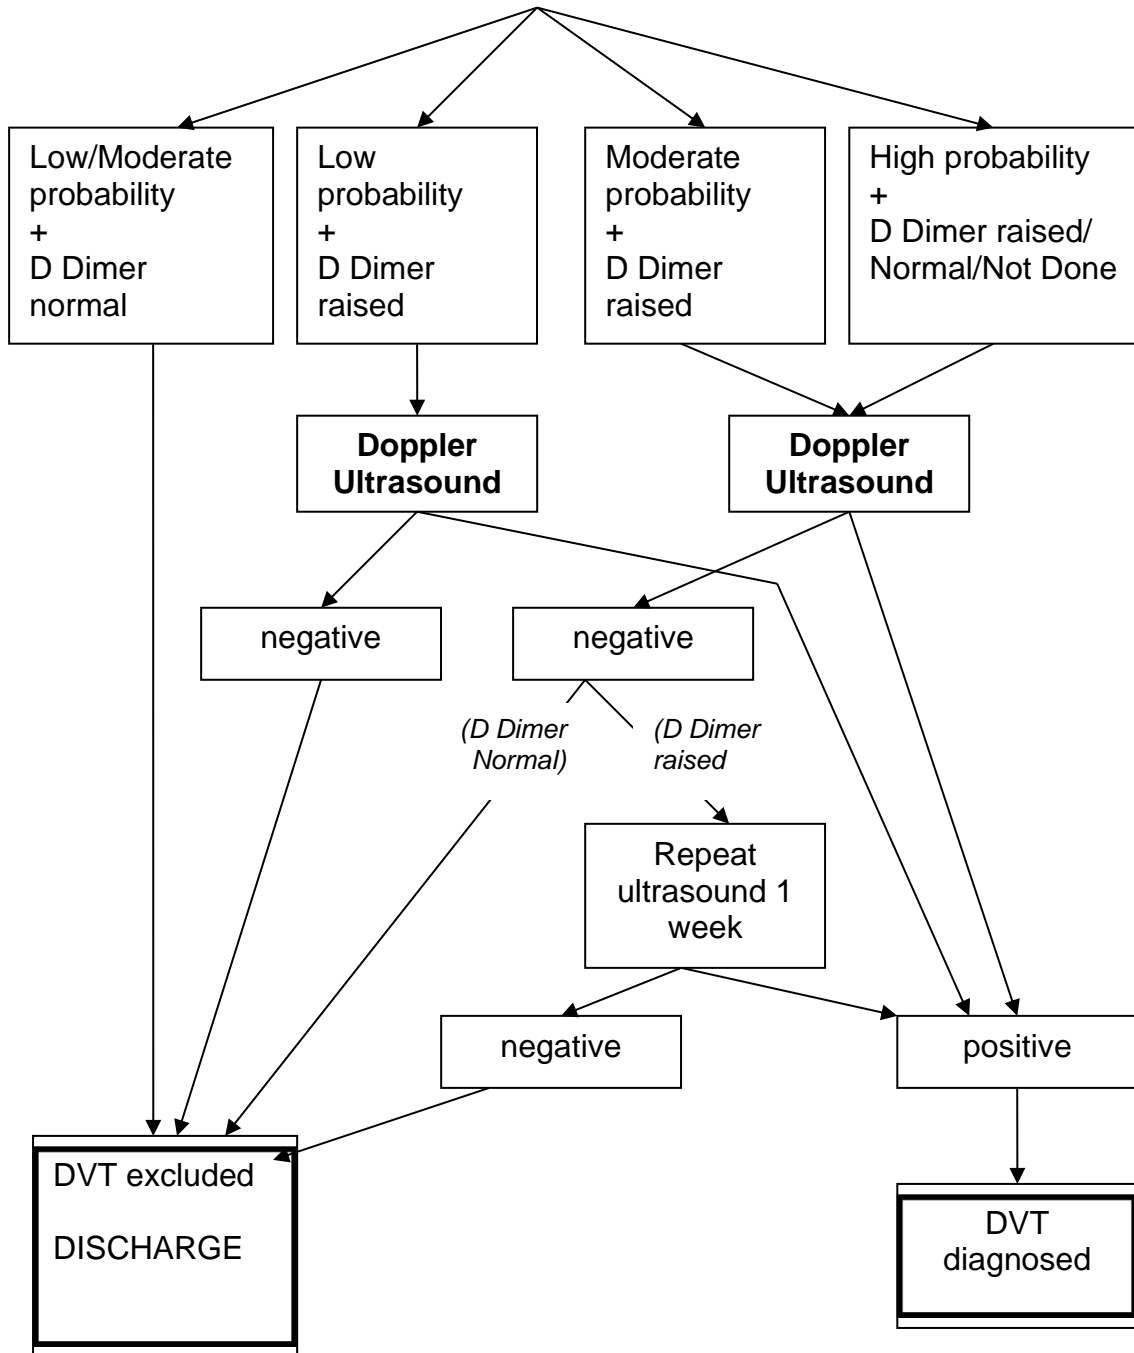 Low/Moderate
probability
+
D Dimer
normal
Low
probability
+
D Dimer
raised
Moderate
probability
+
D Dimer
raised
High probability
+
D Dimer raised/
Normal/Not Done
Doppler
Ultrasound
Doppler
Ultrasound
negative
negative
(D Dimer
Normal)
(D Dimer
raised
Repeat
ultrasound 1
week
negative
positive
DVT excluded
DISCHARGE
DVT
diagnosed